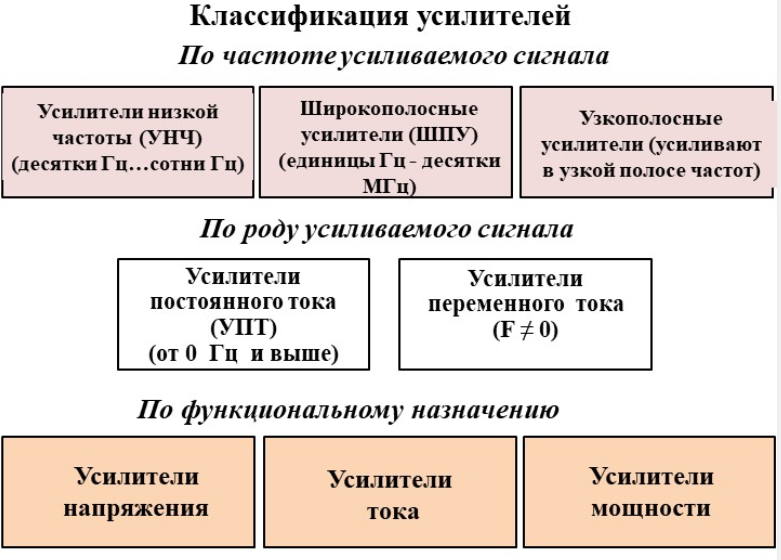 Классификация усилителей
По частоте усиливаемого сигнала
Усилители низкой
частоты (УНЧ)
(десятки Гц…сотни Гц)
Широкополосные
усилители (ШПУ)
(единицы Гц - десятки
МГц)
Узкополосные
усилители (усиливают
в узкой полосе частот)
По роду усиливаемого сигнала
Усилители
постоянного тока
(УПТ)
(от 0 Гц и выше)
Усилители
переменного тока
(F ≠ 0)
По функциональному назначению
Усилители
напряжения
Усилители
тока
Усилители
мощности